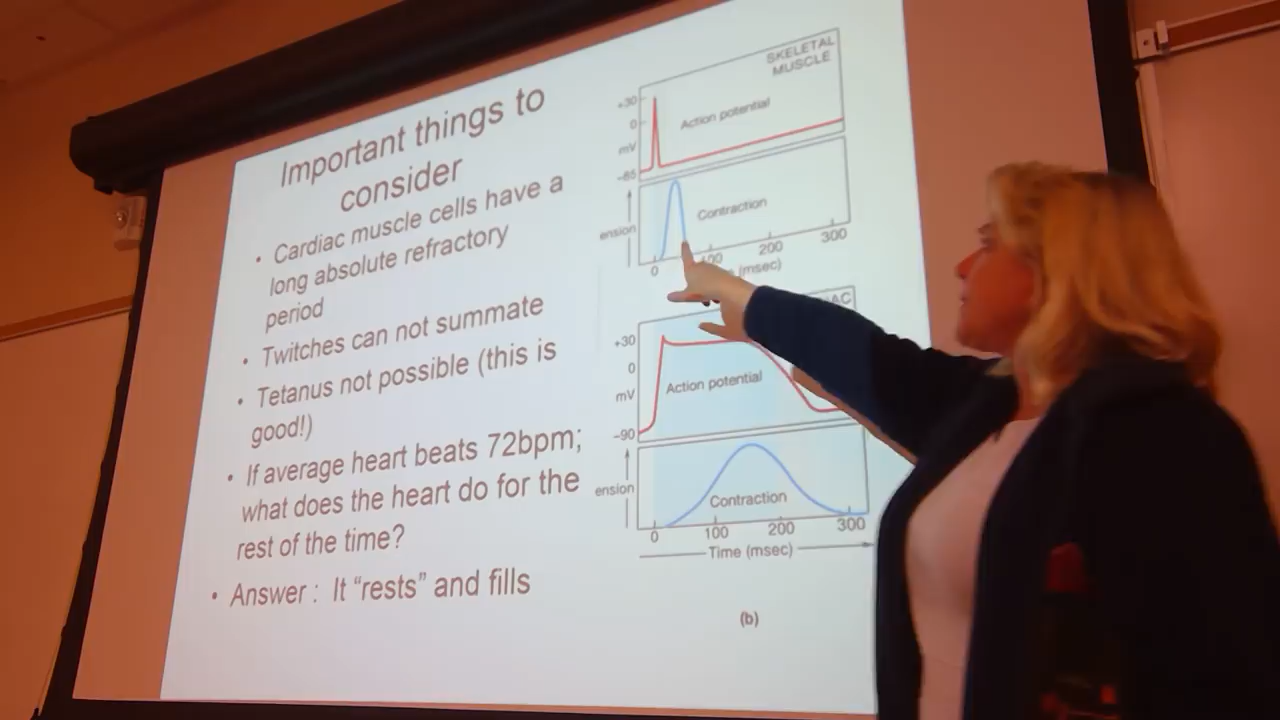 Important things to
consider
• Cardiac muscle cells have a
long absolute refractory
period
• Twitches can not summate
• Tetanus not possible (this is
good!)
• If average heart beats 72bpm;
what does the heart do for the
rest of the time?
• Answer : It “rests” and fills
SKELETAL
MUSCLE
+30
0
mV
–85
Action potential
ension
Contraction
0 100 200 300
(msec)
+30
0
mV
–90
Action potential
ension
Contraction
0 100 200 300
Time (msec)
(b)